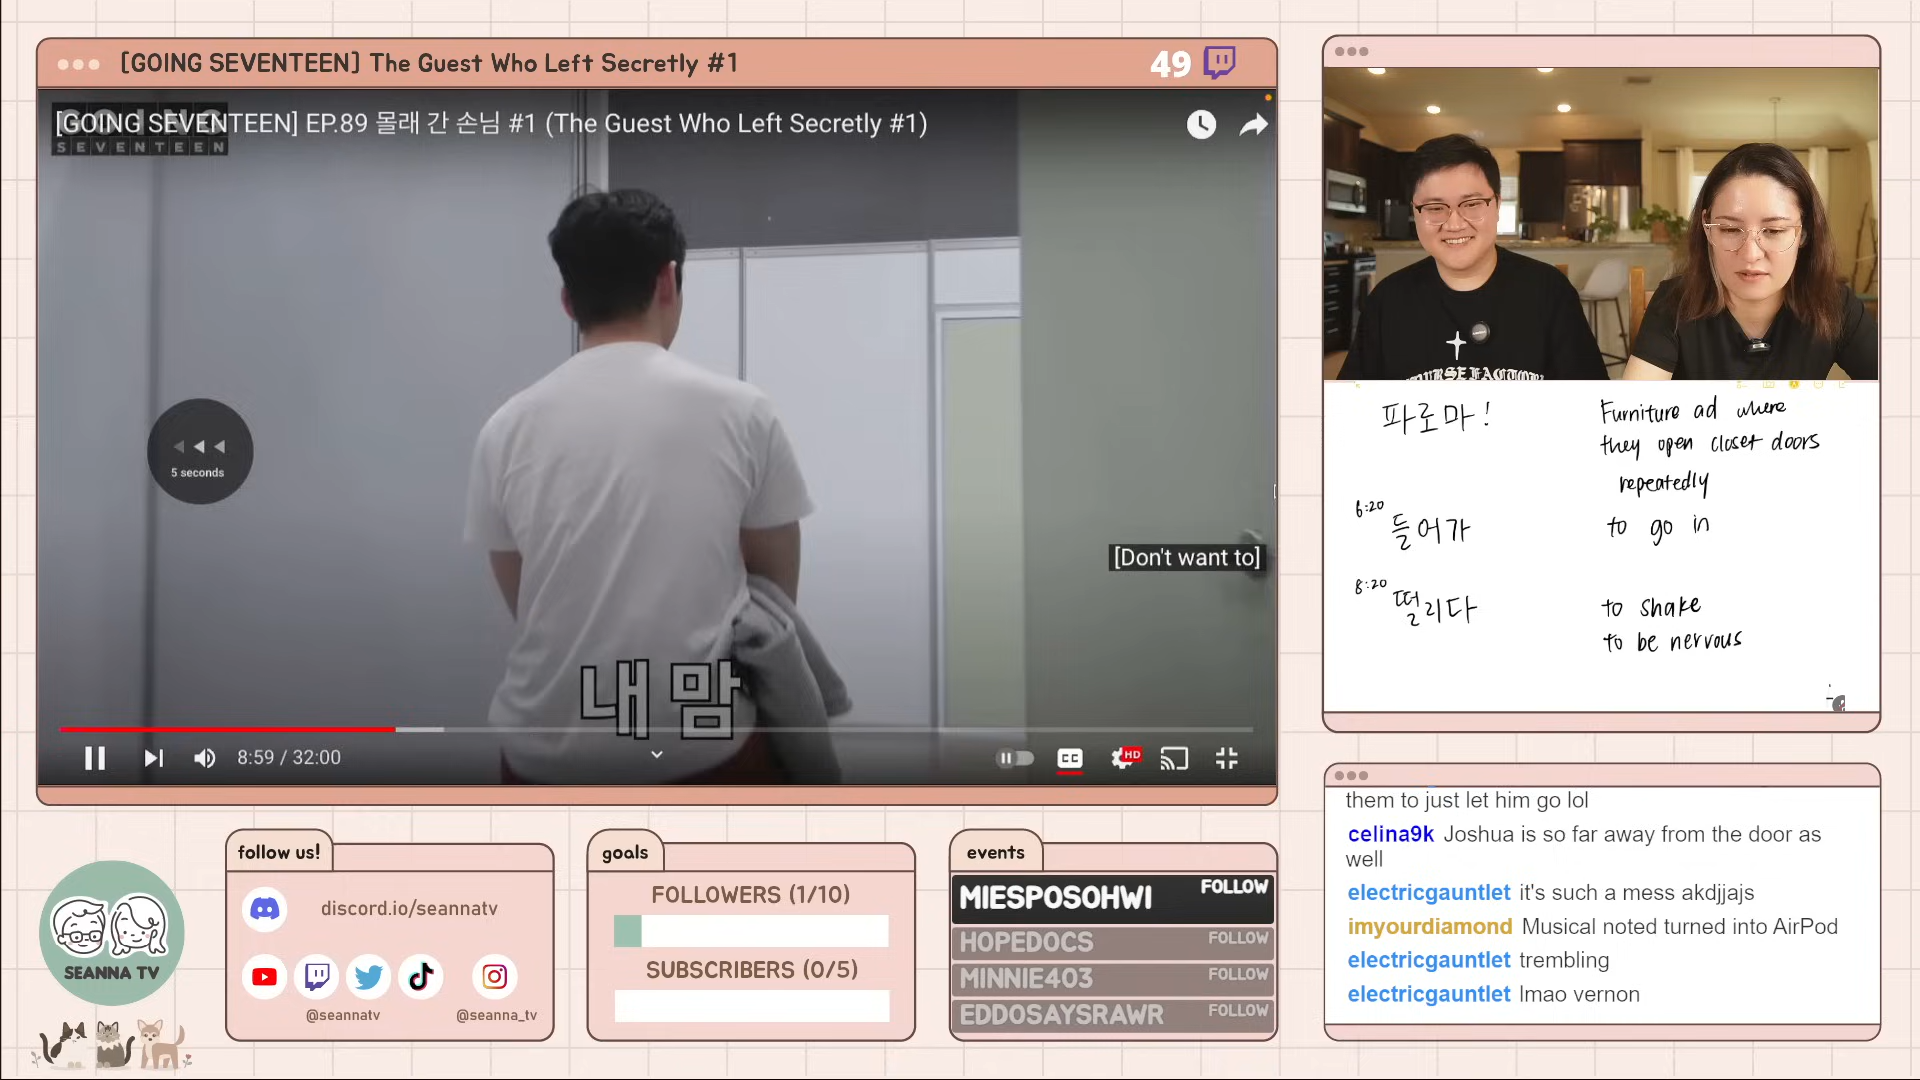 [GOING SEVENTEEN] The Guest Who Left Secretly #1
49
[GOING SEVENTEEN] EP.89 몰래 간 손님 #1 (The Guest Who Left Secretly #1)
SEVENTEEN
5 seconds
[Don't want to]
내 맘
8:59 / 32:00
CC
HD
파로마!
Furniture ad where
they open closet doors
repeatedly
6:20
들어가
to go in
8:20
떨리다
to shake
to be nervous
them to just let him go lol
celina9k Joshua is so far away from the door as
well
electricgauntlet it's such a mess akdjjajs
imyourdiamond Musical noted turned into AirPod
electricgauntlet trembling
electricgauntlet lmao vernon
SEANNA TV
follow us!
discord.io/seannatv
@seannatv
@seanna_tv
goals
FOLLOWERS (1/10)
SUBSCRIBERS (0/5)
events
MIESPOSOHWI FOLLOW
HOPEDOCS FOLLOW
MINNIE403 FOLLOW
EDDOSAYSRAWR FOLLOW